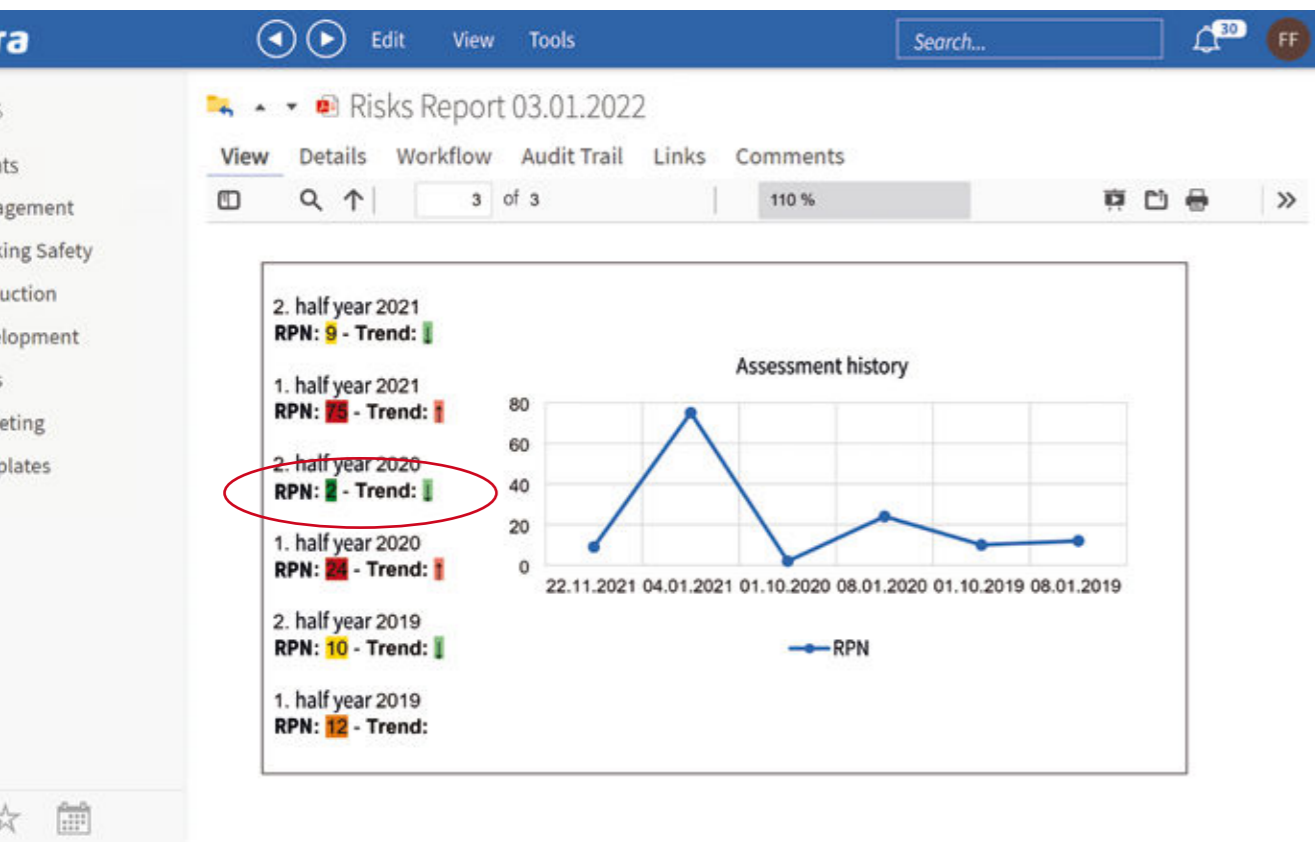 ra
Edit View Tools Search... 30 FF
Risks Report 03.01.2022
View Details Workflow Audit Trail Links Comments
3 of 3 110 %
s
nts
agement
king Safety
uction
elopment
s
eting
plates
2. half year 2021
RPN: 9 - Trend: ↓
1. half year 2021
RPN: 75 - Trend: ↑
2. half year 2020
RPN: 2 - Trend: ↓
1. half year 2020
RPN: 24 - Trend: ↑
2. half year 2019
RPN: 10 - Trend: ↓
1. half year 2019
RPN: 12 - Trend:
Assessment history
80
60
40
20
0
22.11.2021 04.01.2021 01.10.2020 08.01.2020 01.10.2019 08.01.2019
RPN